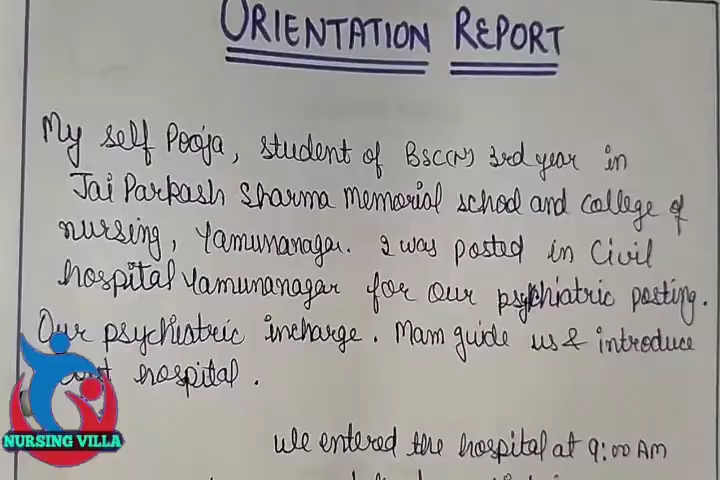 ORIENTATION REPORT
My self Pooja, student of BSC(N) 3rd year in
Jai Parkash Sharma Memorial school and college of
nursing, Yamunanagar. I was posted in Civil
hospital Yamunanagar for our psychiatric posting.
Our psychistric incharge. Mam guide us & introduce
hospital.
We entered the hospital at 9:00 AM
NURSING VILLA